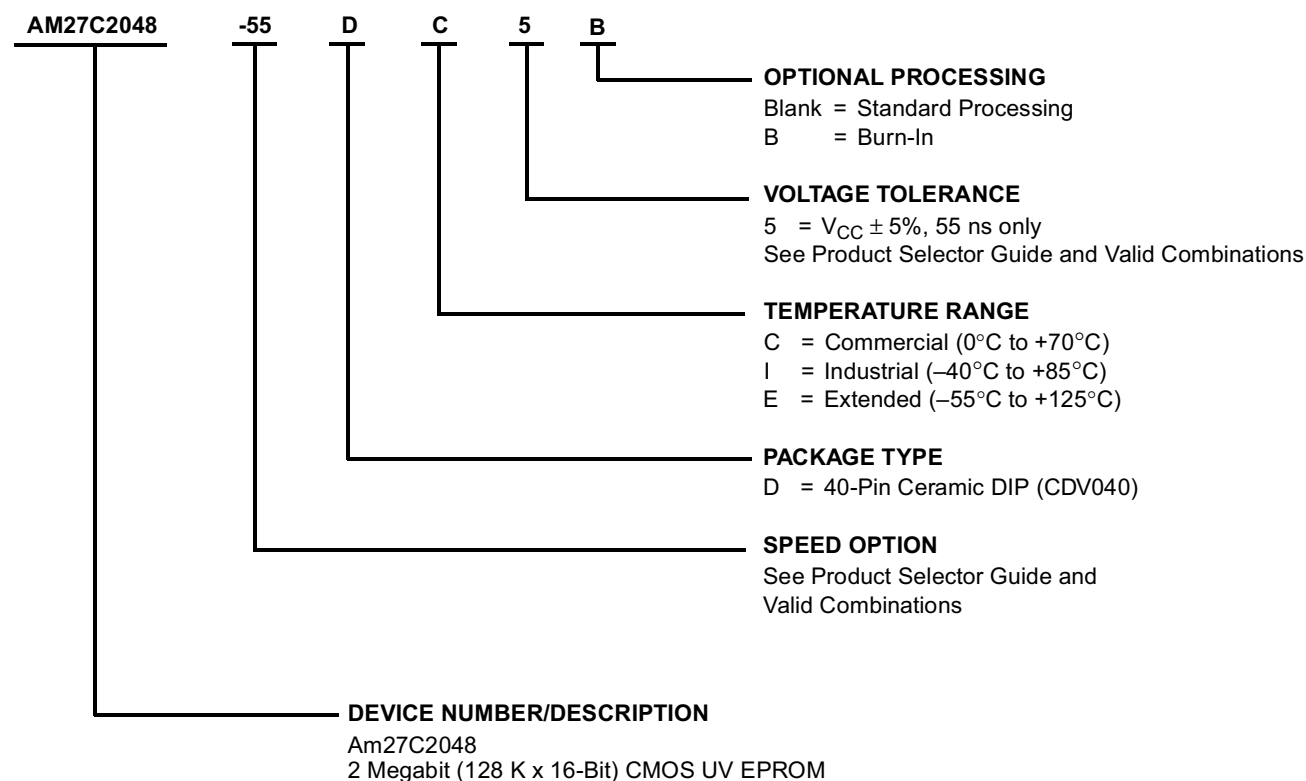 AM27C2048 -55 D C 5 B
OPTIONAL PROCESSING
Blank = Standard Processing
B = Burn-In
VOLTAGE TOLERANCE
5 = VCC ± 5%, 55 ns only
See Product Selector Guide and Valid Combinations
TEMPERATURE RANGE
C = Commercial (0°C to +70°C)
I = Industrial (–40°C to +85°C)
E = Extended (–55°C to +125°C)
PACKAGE TYPE
D = 40-Pin Ceramic DIP (CDV040)
SPEED OPTION
See Product Selector Guide and
Valid Combinations
DEVICE NUMBER/DESCRIPTION
Am27C2048
2 Megabit (128 K x 16-Bit) CMOS UV EPROM